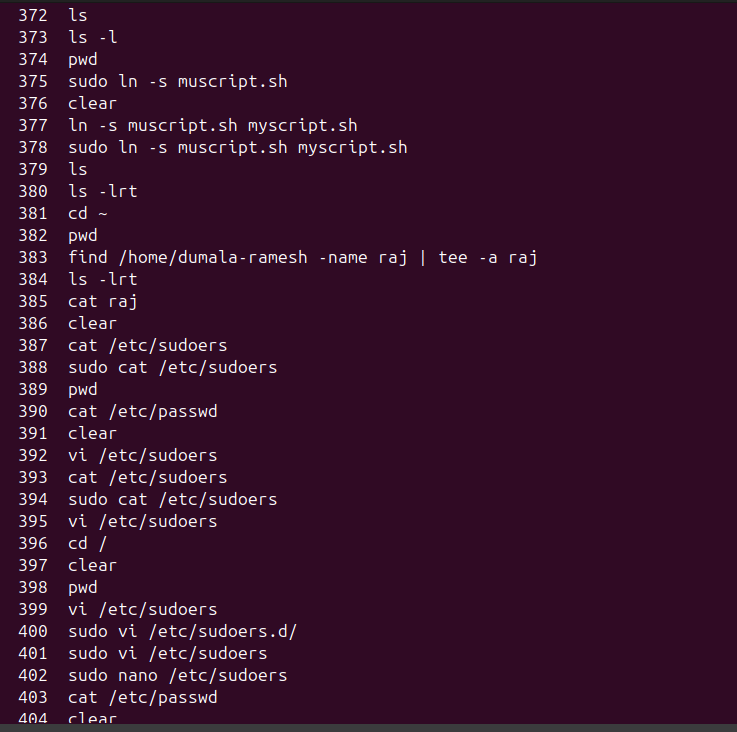 372 ls
373 ls -l
374 pwd
375 sudo ln -s muscript.sh
376 clear
377 ln -s muscript.sh myscript.sh
378 sudo ln -s muscript.sh myscript.sh
379 ls
380 ls -lrt
381 cd ~
382 pwd
383 find /home/dumala-ramesh -name raj | tee -a raj
384 ls -lrt
385 cat raj
386 clear
387 cat /etc/sudoers
388 sudo cat /etc/sudoers
389 pwd
390 cat /etc/passwd
391 clear
392 vi /etc/sudoers
393 cat /etc/sudoers
394 sudo cat /etc/sudoers
395 vi /etc/sudoers
396 cd /
397 clear
398 pwd
399 vi /etc/sudoers
400 sudo vi /etc/sudoers.d/
401 sudo vi /etc/sudoers
402 sudo nano /etc/sudoers
403 cat /etc/passwd
404 clear